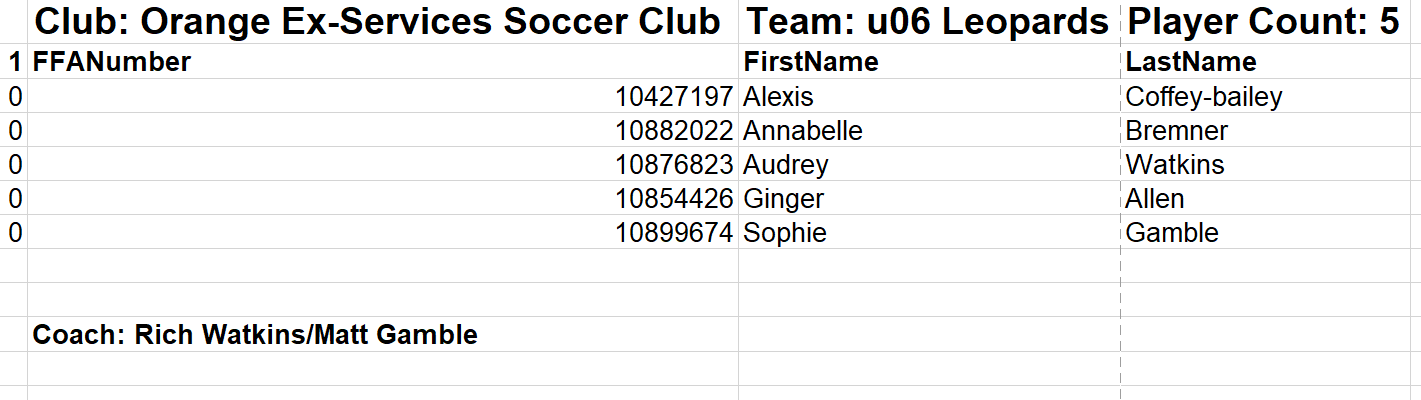 Club: Orange Ex-Services Soccer Club Team: u06 Leopards Player Count: 5
1 FFANumber FirstName LastName
0 10427197 Alexis Coffey-bailey
0 10882022 Annabelle Bremner
0 10876823 Audrey Watkins
0 10854426 Ginger Allen
0 10899674 Sophie Gamble
Coach: Rich Watkins/Matt Gamble